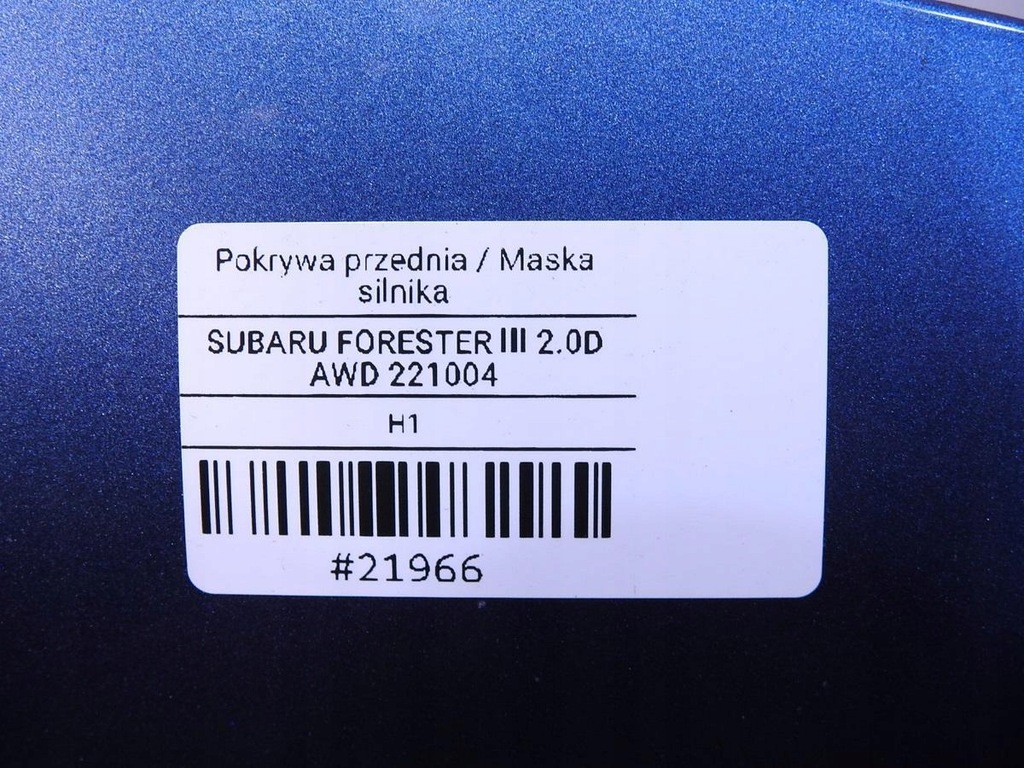 Pokrywa przednia / Maska
silnika
SUBARU FORESTER III 2.0D
AWD 221004
H1
#21966